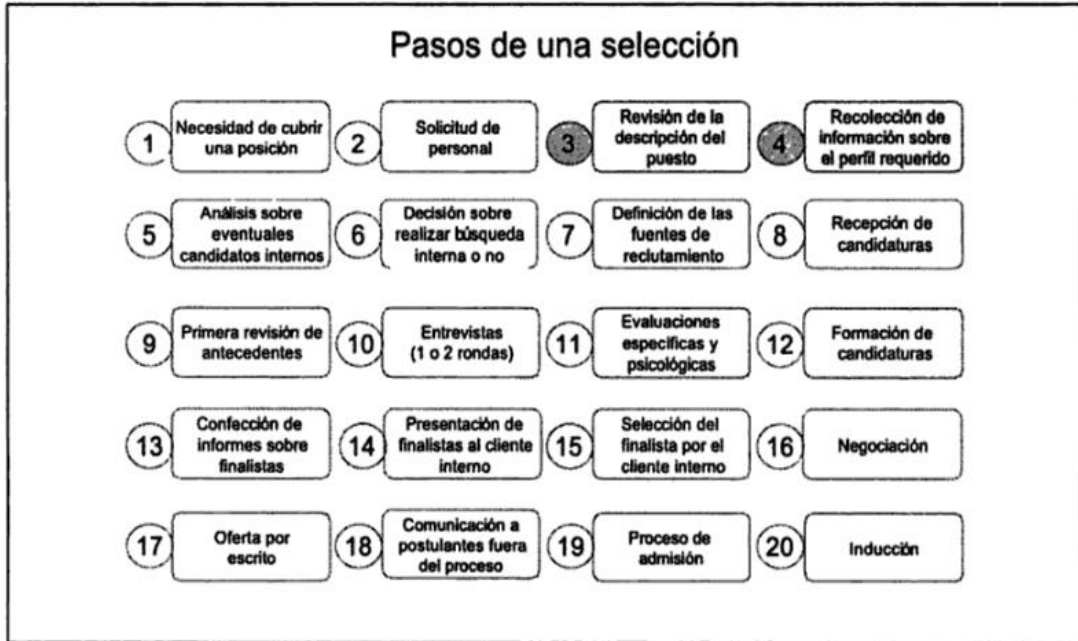 Pasos de una selección
1
Necesidad de cubrir
una posición
2
Solicitud de
personal
3
Revisión de la
descripción del
puesto
4
Recolección de
información sobre
el perfil requerido
5
Análisis sobre
eventuales
candidatos internos
6
Decisión sobre
realizar búsqueda
interna o no
7
Definición de las
fuentes de
reclutamiento
8
Recepción de
candidaturas
9
Primera revisión de
antecedentes
10
Entrevistas
(1 o 2 rondas)
11
Evaluaciones
específicas y
psicológicas
12
Formación de
candidaturas
13
Confección de
informes sobre
finalistas
14
Presentación de
finalistas al cliente
interno
15
Selección del
finalista por el
cliente interno
16
Negociación
17
Oferta por
escrito
18
Comunicación a
postulantes fuera
del proceso
19
Proceso de
admisión
20
Inducción